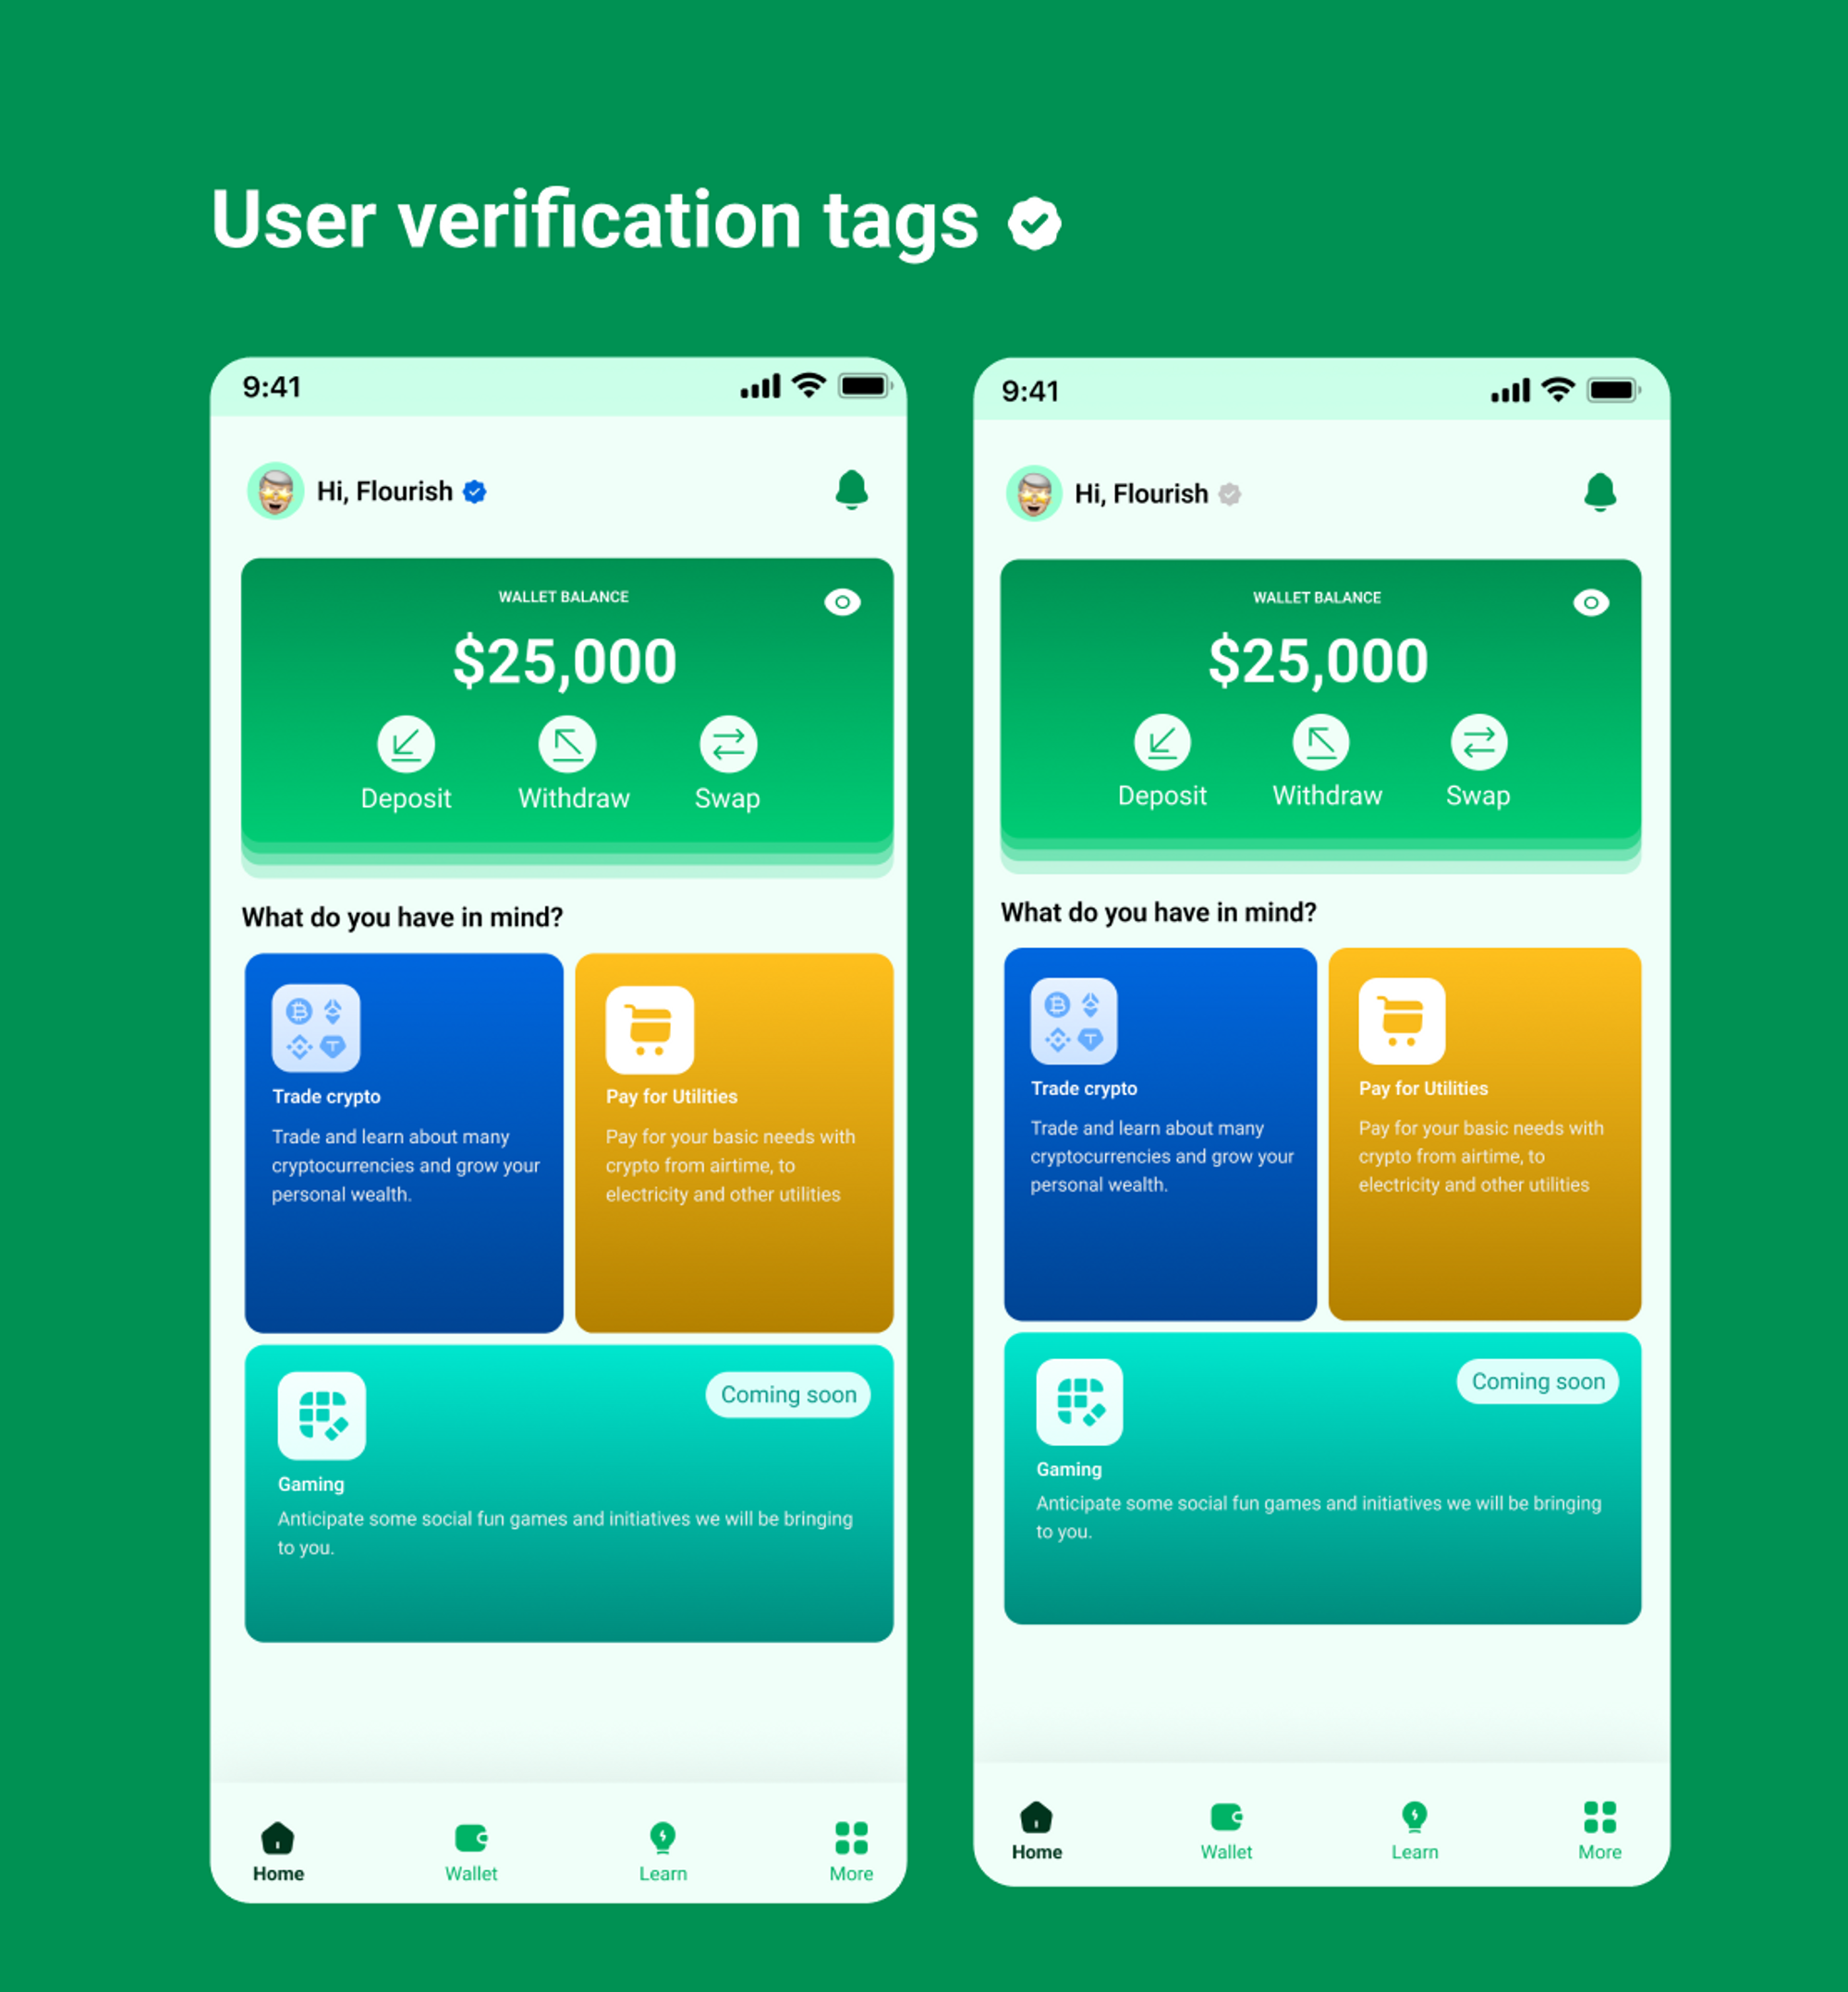 User verification tags
9:41
Hi, Flourish
WALLET BALANCE
$25,000
Deposit Withdraw Swap
What do you have in mind?
Trade crypto
Trade and learn about many
cryptocurrencies and grow your
personal wealth.
Pay for Utilities
Pay for your basic needs with
crypto from airtime, to
electricity and other utilities
Coming soon
Gaming
Anticipate some social fun games and initiatives we will be bringing
to you.
Home Wallet Learn More
9:41
Hi, Flourish
WALLET BALANCE
$25,000
Deposit Withdraw Swap
What do you have in mind?
Trade crypto
Trade and learn about many
cryptocurrencies and grow your
personal wealth.
Pay for Utilities
Pay for your basic needs with
crypto from airtime, to
electricity and other utilities
Coming soon
Gaming
Anticipate some social fun games and initiatives we will be bringing
to you.
Home Wallet Learn More